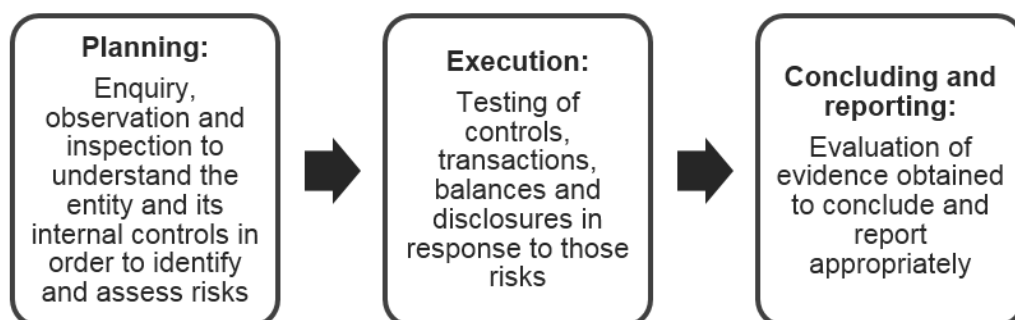 Planning:
Enquiry,
observation and
inspection to
understand the
entity and its
internal controls in
order to identify
and assess risks
Execution:
Testing of
controls,
transactions,
balances and
disclosures in
response to those
risks
Concluding and
reporting:
Evaluation of
evidence obtained
to conclude and
report
appropriately